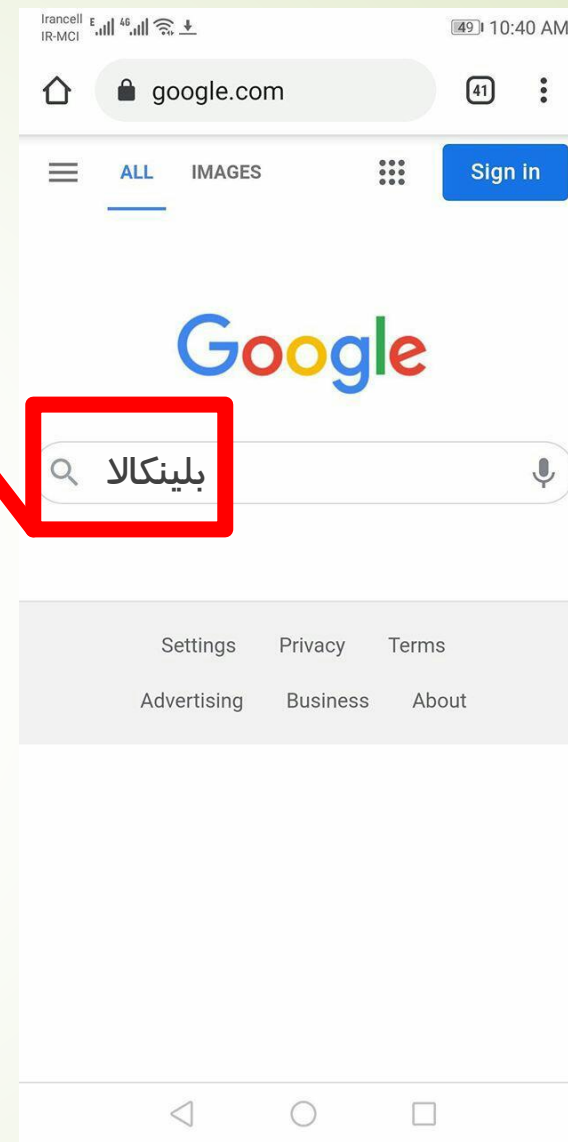 Irancell E 4G 49 10:40 AM
IR-MCI
google.com 41
ALL IMAGES Sign in
Google
بلینکالا
Settings Privacy Terms
Advertising Business About